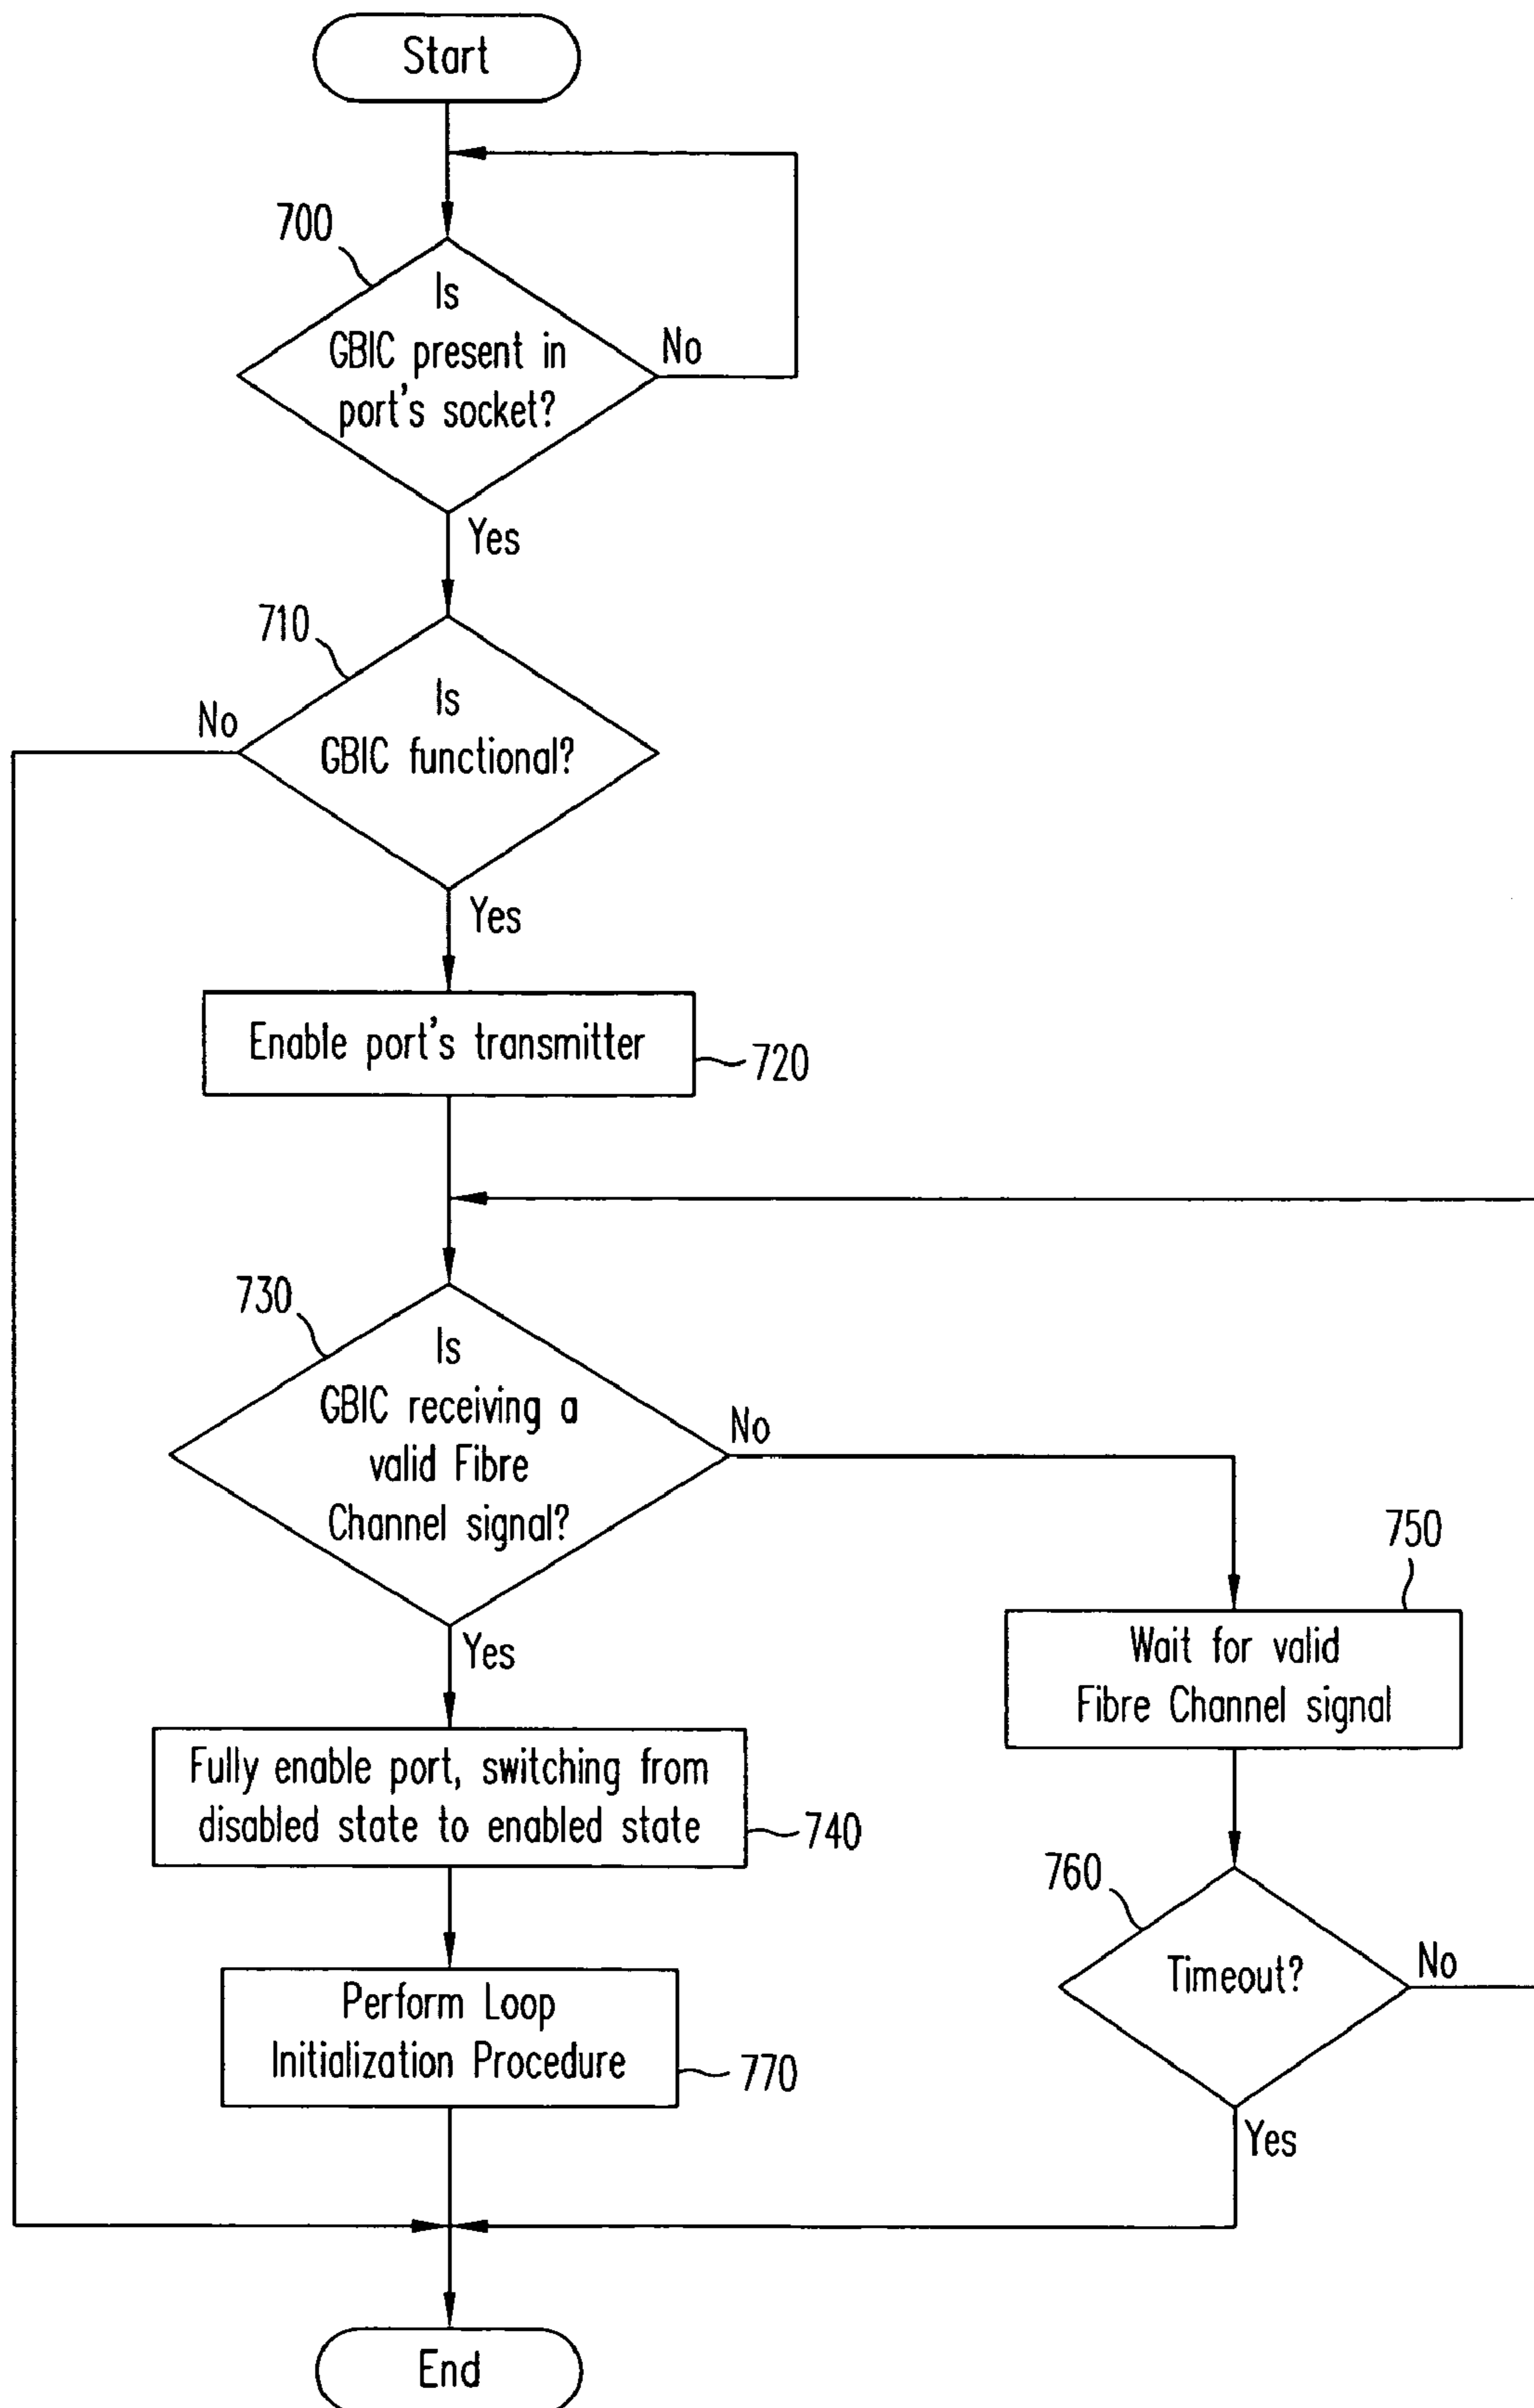 Start
700
Is
GBIC present in
port's socket?
No
Yes
710
Is
GBIC functional?
No
Yes
Enable port's transmitter
720
730
Is
GBIC receiving a
valid Fibre
Channel signal?
No
Yes
750
Wait for valid
Fibre Channel signal
Fully enable port, switching from
disabled state to enabled state
740
760
Timeout?
No
Yes
Perform Loop
Initialization Procedure
770
End